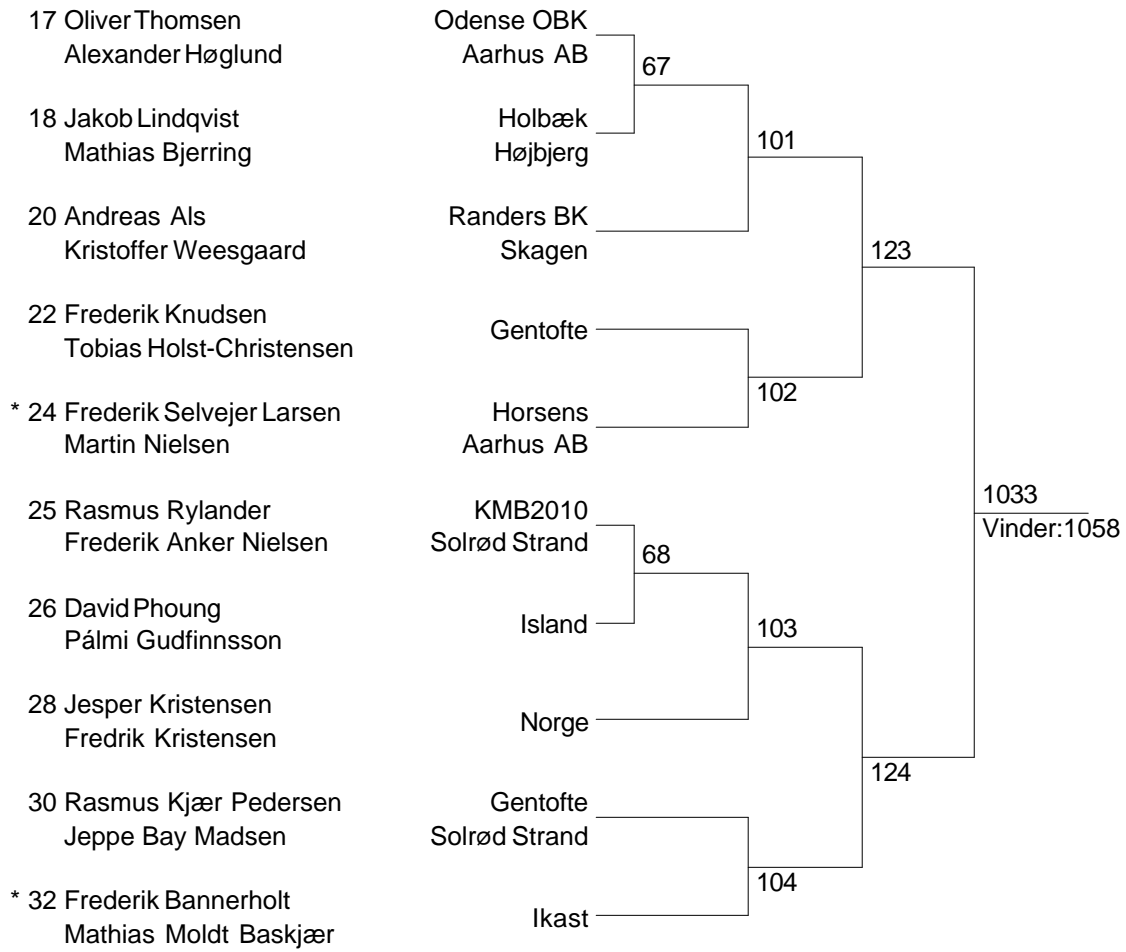 17 Oliver Thomsen Odense OBK
Alexander Høglund Aarhus AB
67
18 Jakob Lindqvist Holbæk
Mathias Bjerring Højbjerg
101
20 Andreas Als Randers BK
Kristoffer Weesgaard Skagen
123
22 Frederik Knudsen
Tobias Holst-Christensen Gentofte
102
* 24 Frederik Selvejer Larsen Horsens
Martin Nielsen Aarhus AB
1033
Vinder:1058
25 Rasmus Rylander KMB2010
Frederik Anker Nielsen Solrød Strand
68
26 David Phoung
Pálmi Gudfinnsson Island
103
28 Jesper Kristensen
Fredrik Kristensen Norge
124
30 Rasmus Kjær Pedersen Gentofte
Jeppe Bay Madsen Solrød Strand
104
* 32 Frederik Bannerholt
Mathias Moldt Baskjær Ikast